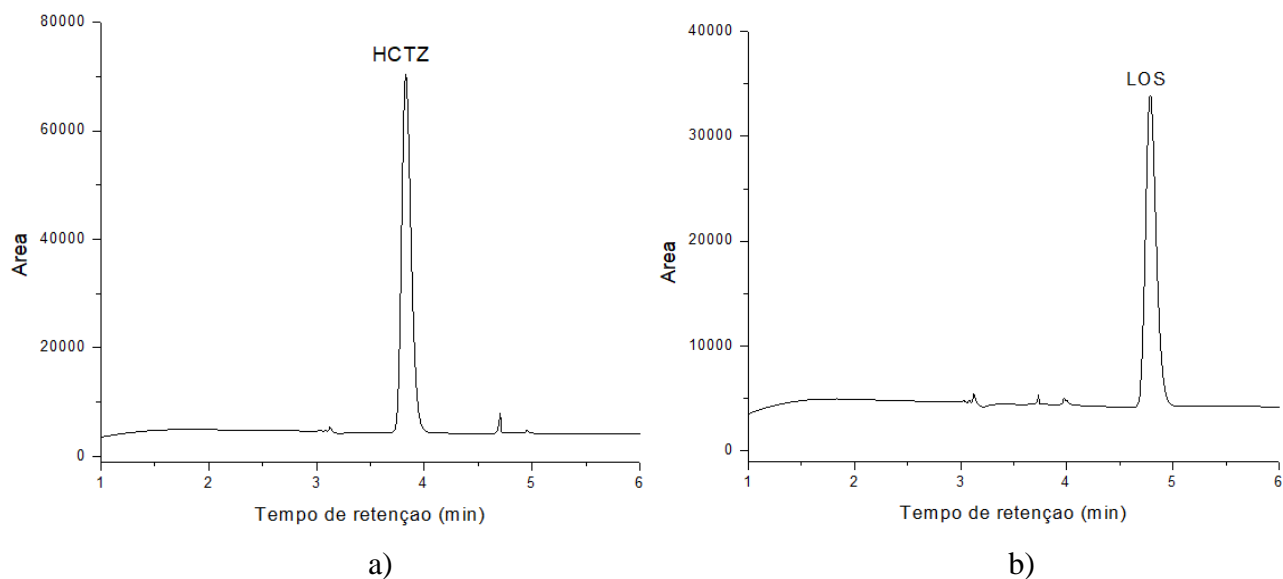 80000
60000
40000
20000
0
Area
HCTZ
1 2 3 4 5 6
Tempo de retençao (min)
a)
40000
30000
20000
10000
0
Area
LOS
1 2 3 4 5 6
Tempo de retençao (min)
b)